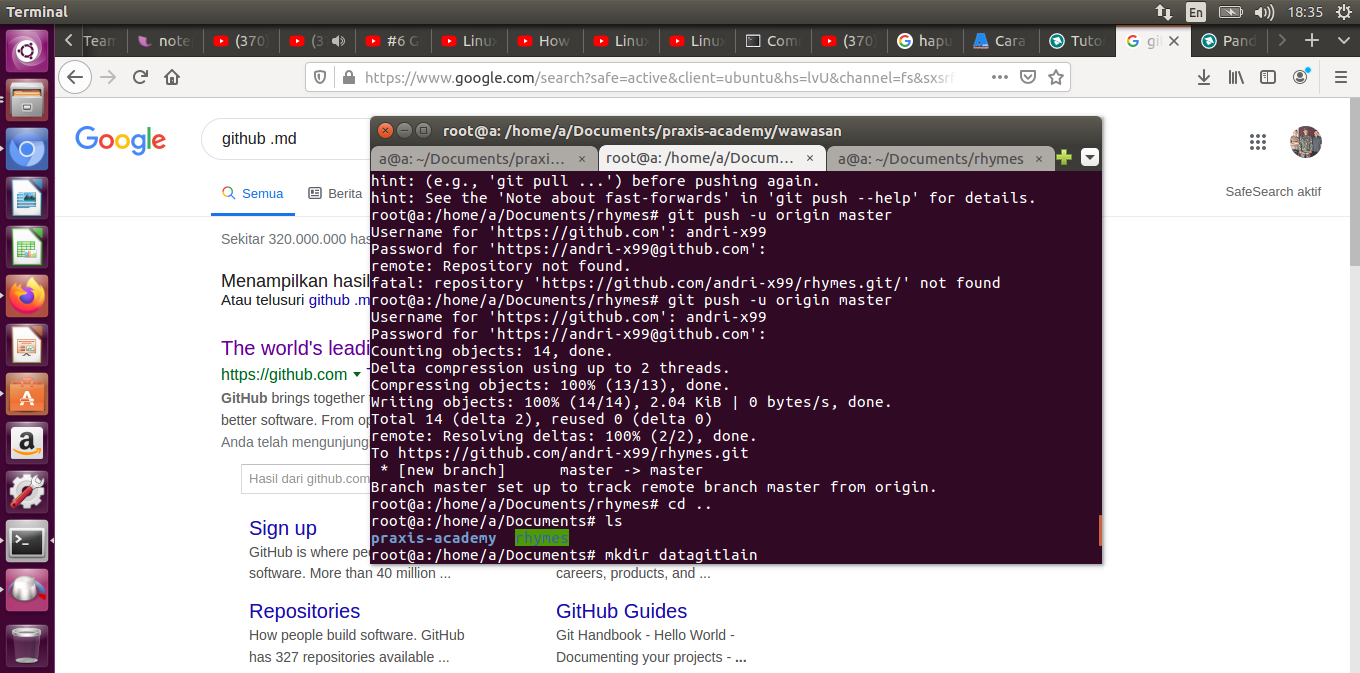 Terminal
En
18:35
Team
note
(370)
(3
#6 G
Linux
How
Linu
Linu
Com
(370)
hapu
Cara
Tuto
gi
Pand
https://www.google.com/search?safe=active&client=ubuntu&hs=lvU&channel=fs&sxsrf
Google
github .md
Semua
Berita
SafeSearch aktif
Sekitar 320.000.000 has
Menampilkan hasil
Atau telusuri github .m
The world's leadi
https://github.com
GitHub brings together
better software. From op
Anda telah mengunjung
Hasil dari github.com
Sign up
GitHub is where peo
software. More than 40 million ...
careers, products, and ...
Repositories
How people build software. GitHub
has 327 repositories available ...
GitHub Guides
Git Handbook - Hello World -
Documenting your projects - ...
root@a: /home/a/Documents/praxis-academy/wawasan
a@a: ~/Documents/praxi...
root@a: /home/a/Docum...
a@a: ~/Documents/rhymes
hint: (e.g., 'git pull ...') before pushing again.
hint: See the 'Note about fast-forwards' in 'git push --help' for details.
root@a:/home/a/Documents/rhymes# git push -u origin master
Username for 'https://github.com': andri-x99
Password for 'https://andri-x99@github.com':
remote: Repository not found.
fatal: repository 'https://github.com/andri-x99/rhymes.git/' not found
root@a:/home/a/Documents/rhymes# git push -u origin master
Username for 'https://github.com': andri-x99
Password for 'https://andri-x99@github.com':
Counting objects: 14, done.
Delta compression using up to 2 threads.
Compressing objects: 100% (13/13), done.
Writing objects: 100% (14/14), 2.04 KiB | 0 bytes/s, done.
Total 14 (delta 2), reused 0 (delta 0)
remote: Resolving deltas: 100% (2/2), done.
To https://github.com/andri-x99/rhymes.git
* [new branch]      master -> master
Branch master set up to track remote branch master from origin.
root@a:/home/a/Documents/rhymes# cd ..
root@a:/home/a/Documents# ls
praxis-academy  rhymes
root@a:/home/a/Documents# mkdir datagitlain